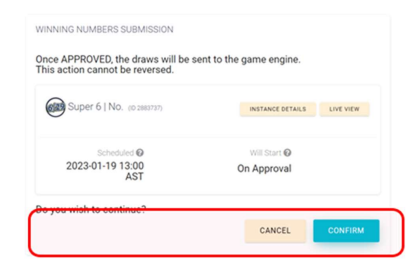 WINNING NUMBERS SUBMISSION
Once APPROVED, the draws will be sent to the game engine.
This action cannot be reversed.
Super 6 | No. (ID 2883737)
INSTANCE DETAILS
LIVE VIEW
Scheduled
2023-01-19 13:00
AST
Will Start
On Approval
Do you wish to continue?
CANCEL
CONFIRM